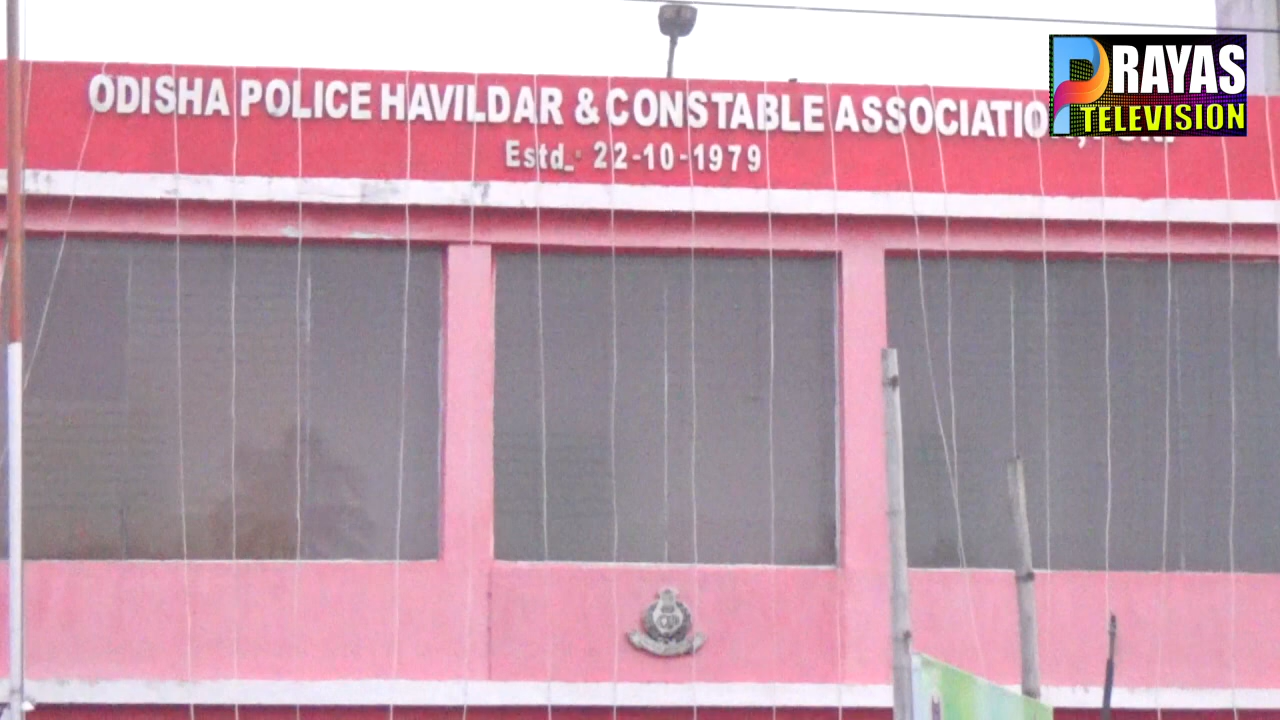 ODISHA POLICE HAVILDAR & CONSTABLE ASSOCIATION,
Estd. 22-10-1979
PRAYAS
TELEVISION